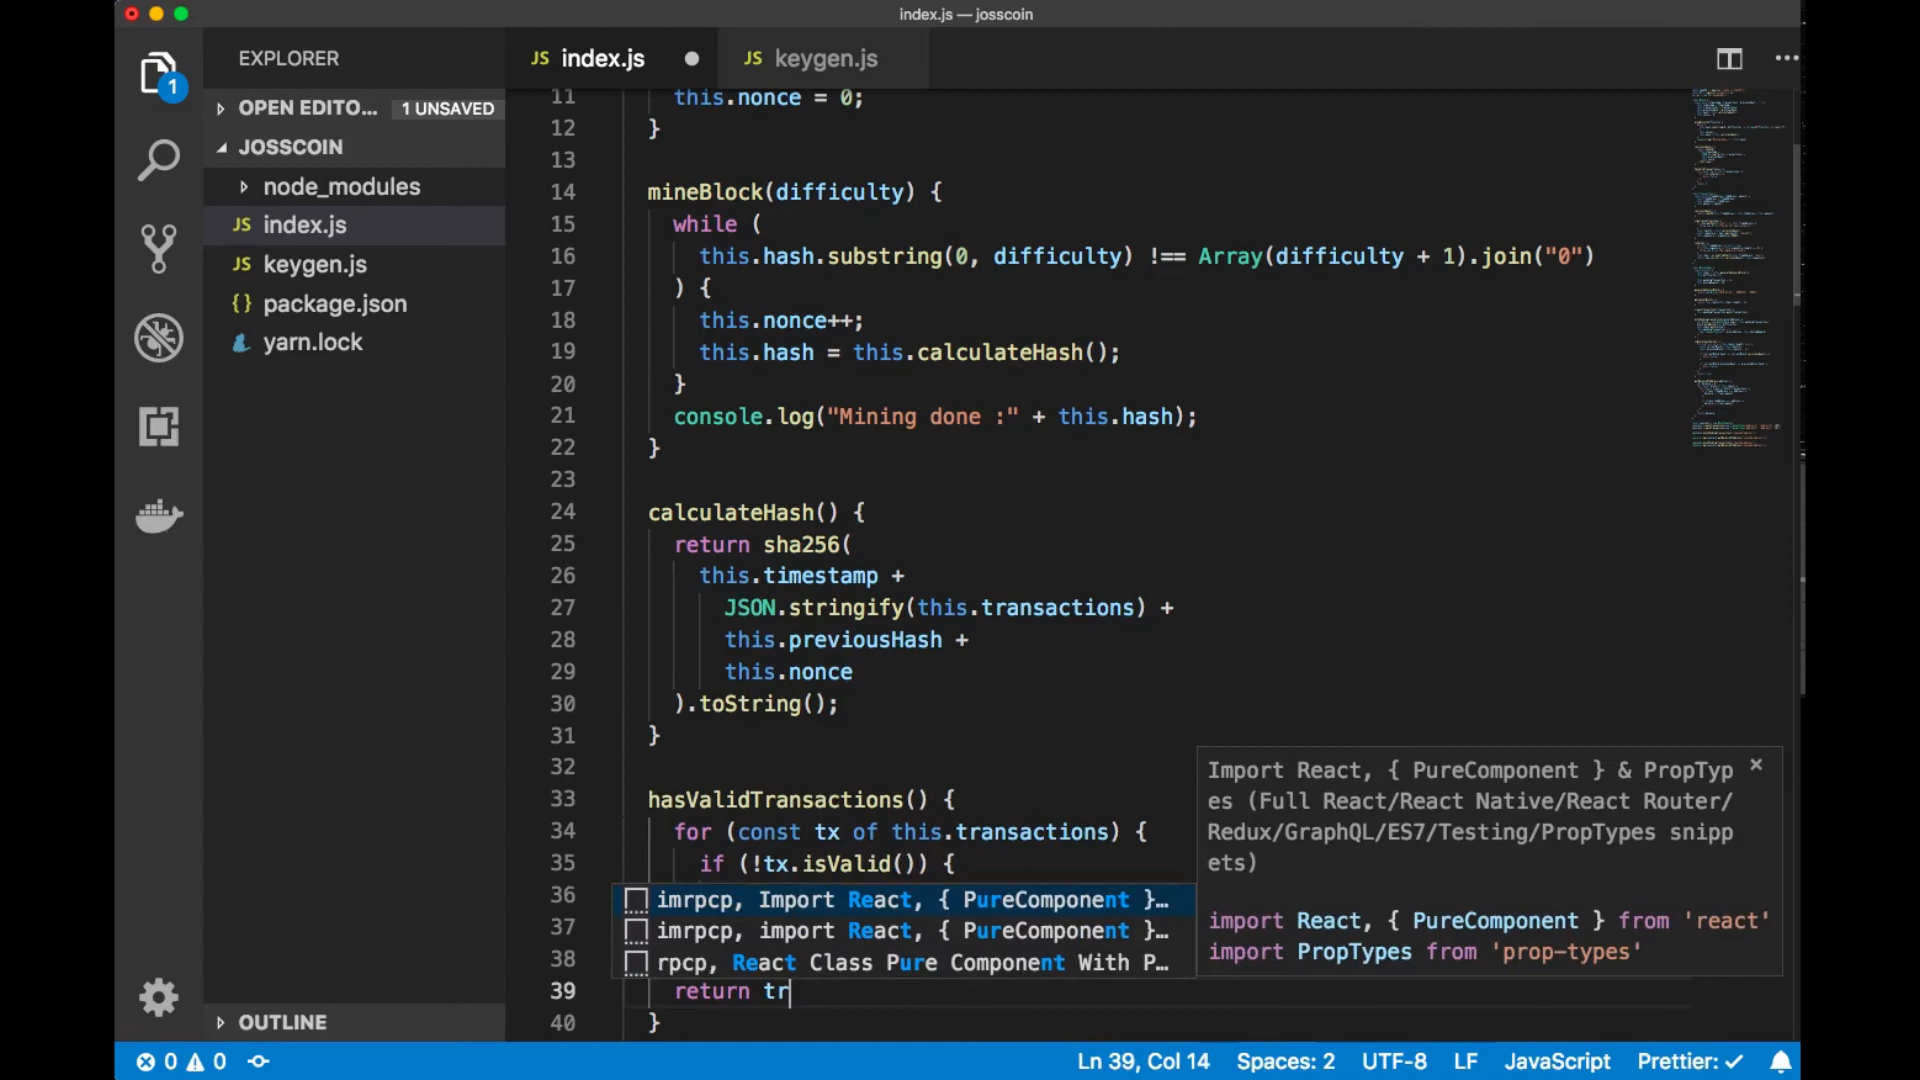 index.js — josscoin
EXPLORER
OPEN EDITO... 1 UNSAVED
JOSSCOIN
node_modules
JS index.js
JS keygen.js
{} package.json
yarn.lock
OUTLINE
1
JS index.js
JS keygen.js
11 this.nonce = 0;
12 }
13
14 mineBlock(difficulty) {
15 while (
16 this.hash.substring(0, difficulty) !== Array(difficulty + 1).join("0")
17 ) {
18 this.nonce++;
19 this.hash = this.calculateHash();
20 }
21 console.log("Mining done :" + this.hash);
22 }
23
24 calculateHash() {
25 return sha256(
26 this.timestamp +
27 JSON.stringify(this.transactions) +
28 this.previousHash +
29 this.nonce
30 ).toString();
31 }
32
33 hasValidTransactions() {
34 for (const tx of this.transactions) {
35 if (!tx.isValid()) {
36
37
38
39 return tr
40 }
imrpcp, Import React, { PureComponent }…
imrpcp, import React, { PureComponent }…
rpcp, React Class Pure Component With P…
Import React, { PureComponent } & PropTyp
es (Full React/React Native/React Router/
Redux/GraphQL/ES7/Testing/PropTypes snipp
ets)
import React, { PureComponent } from 'react'
import PropTypes from 'prop-types'
0 0
Ln 39, Col 14 Spaces: 2 UTF-8 LF JavaScript Prettier: ✓